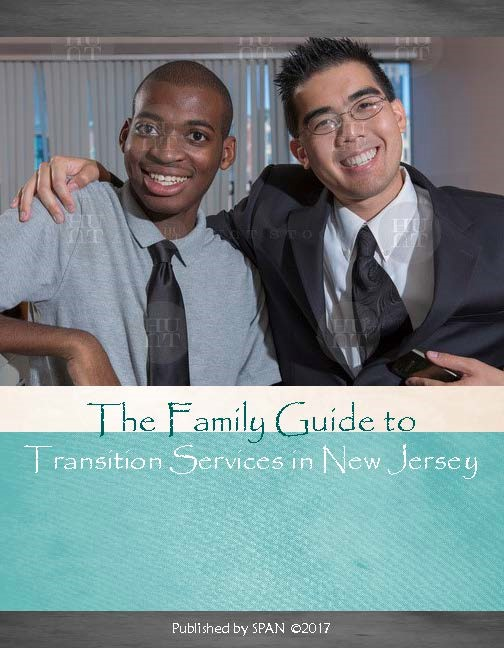 The Family Guide to
Transition Services in New Jersey
Published by SPAN ©2017